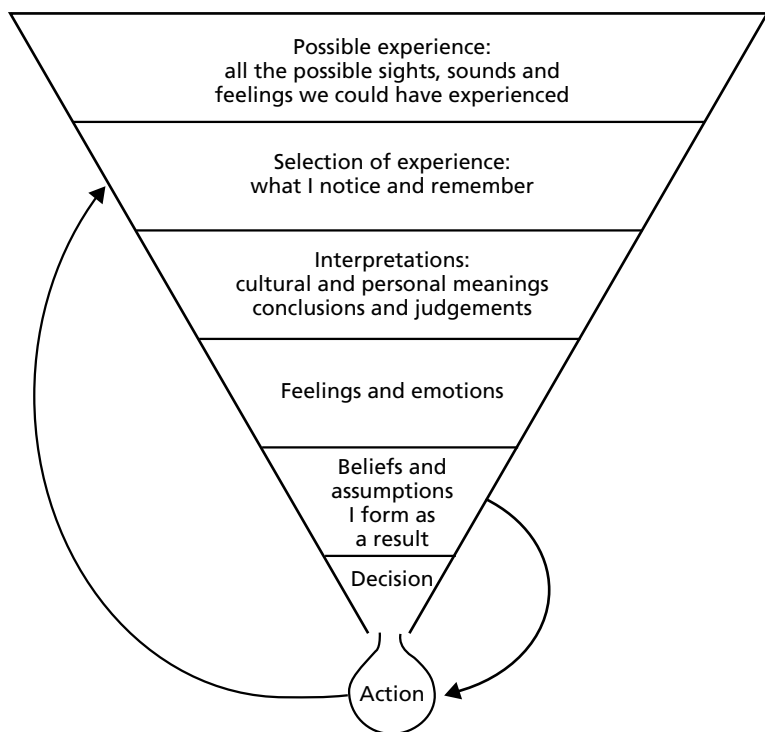 Possible experience:
all the possible sights, sounds and
feelings we could have experienced
Selection of experience:
what I notice and remember
Interpretations:
cultural and personal meanings
conclusions and judgements
Feelings and emotions
Beliefs and
assumptions
I form as
a result
Decision
Action